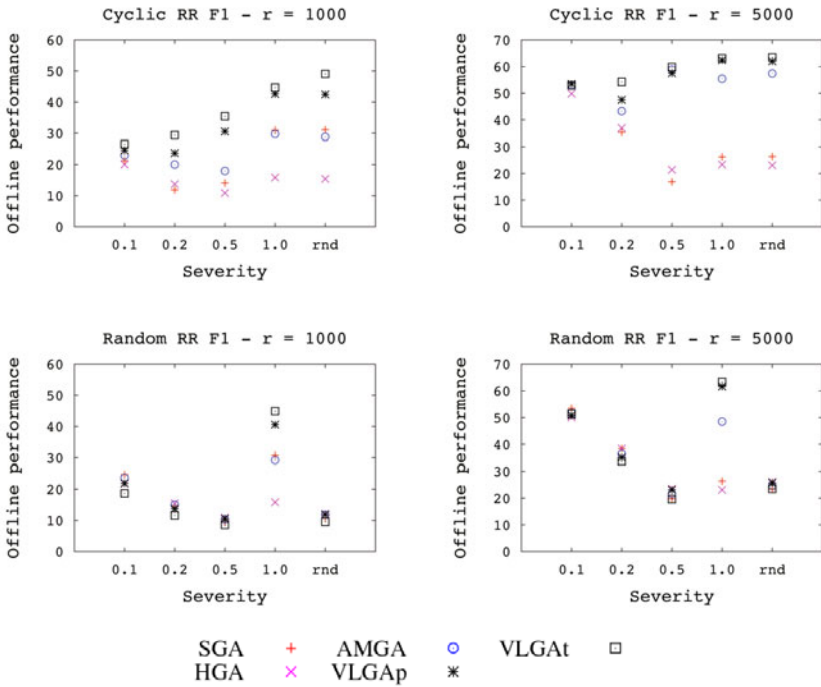 Cyclic RR F1 - r = 1000
Offline performance
60
50
40
30
20
10
0
0.1 0.2 0.5 1.0 rnd
Severity
Cyclic RR F1 - r = 5000
Offline performance
70
60
50
40
30
20
10
0
0.1 0.2 0.5 1.0 rnd
Severity
Random RR F1 - r = 1000
Offline performance
60
50
40
30
20
10
0
0.1 0.2 0.5 1.0 rnd
Severity
Random RR F1 - r = 5000
Offline performance
70
60
50
40
30
20
10
0
0.1 0.2 0.5 1.0 rnd
Severity
SGA AMGA VLGAt
HGA VLGAp